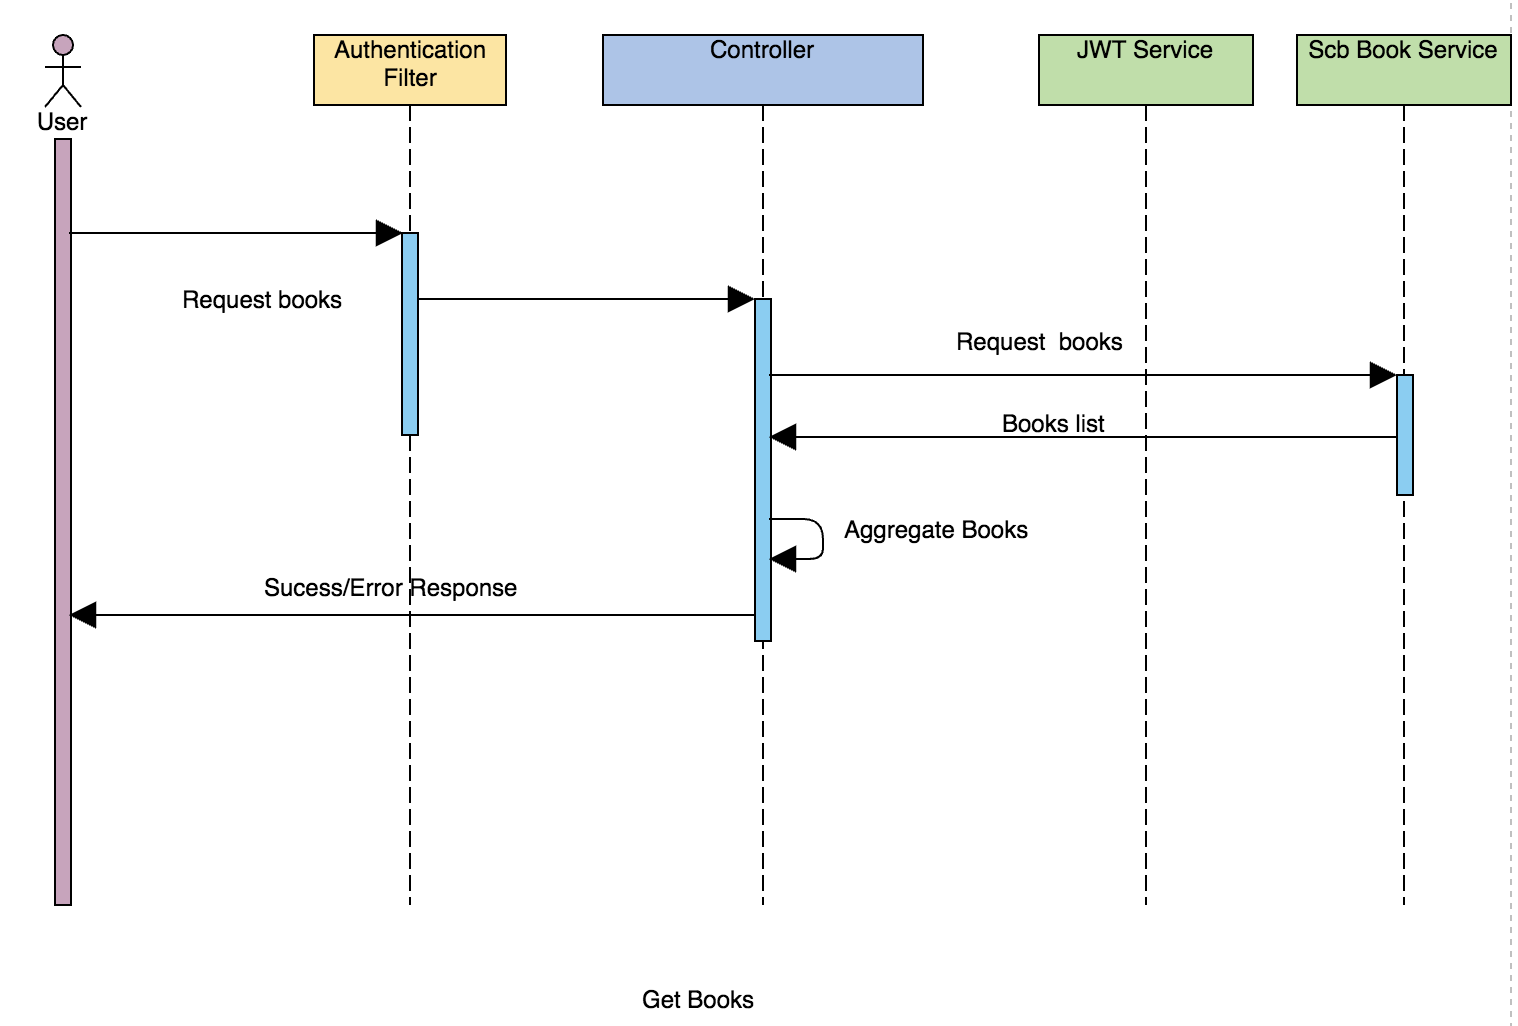 Authentication
Filter
Controller
JWT Service
Scb Book Service
User
Request books
Request  books
Books list
Aggregate Books
Sucess/Error Response
Get Books